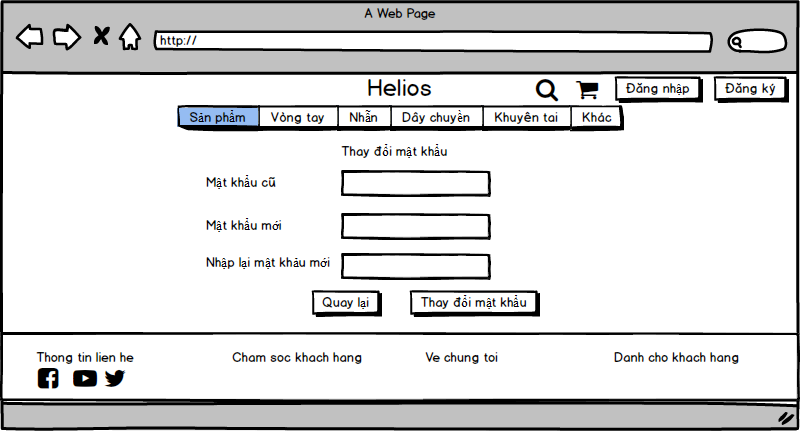 A Web Page
http://
Helios
Đăng nhập
Đăng ký
Sản phẩm
Vòng tay
Nhẫn
Dây chuyền
Khuyên tai
Khác
Thay đổi mật khẩu
Mật khẩu cũ
Mật khẩu mới
Nhập lại mật khảu mới
Quay lại
Thay đổi mật khẩu
Thong tin lien he
Cham soc khach hang
Ve chung toi
Danh cho khach hang